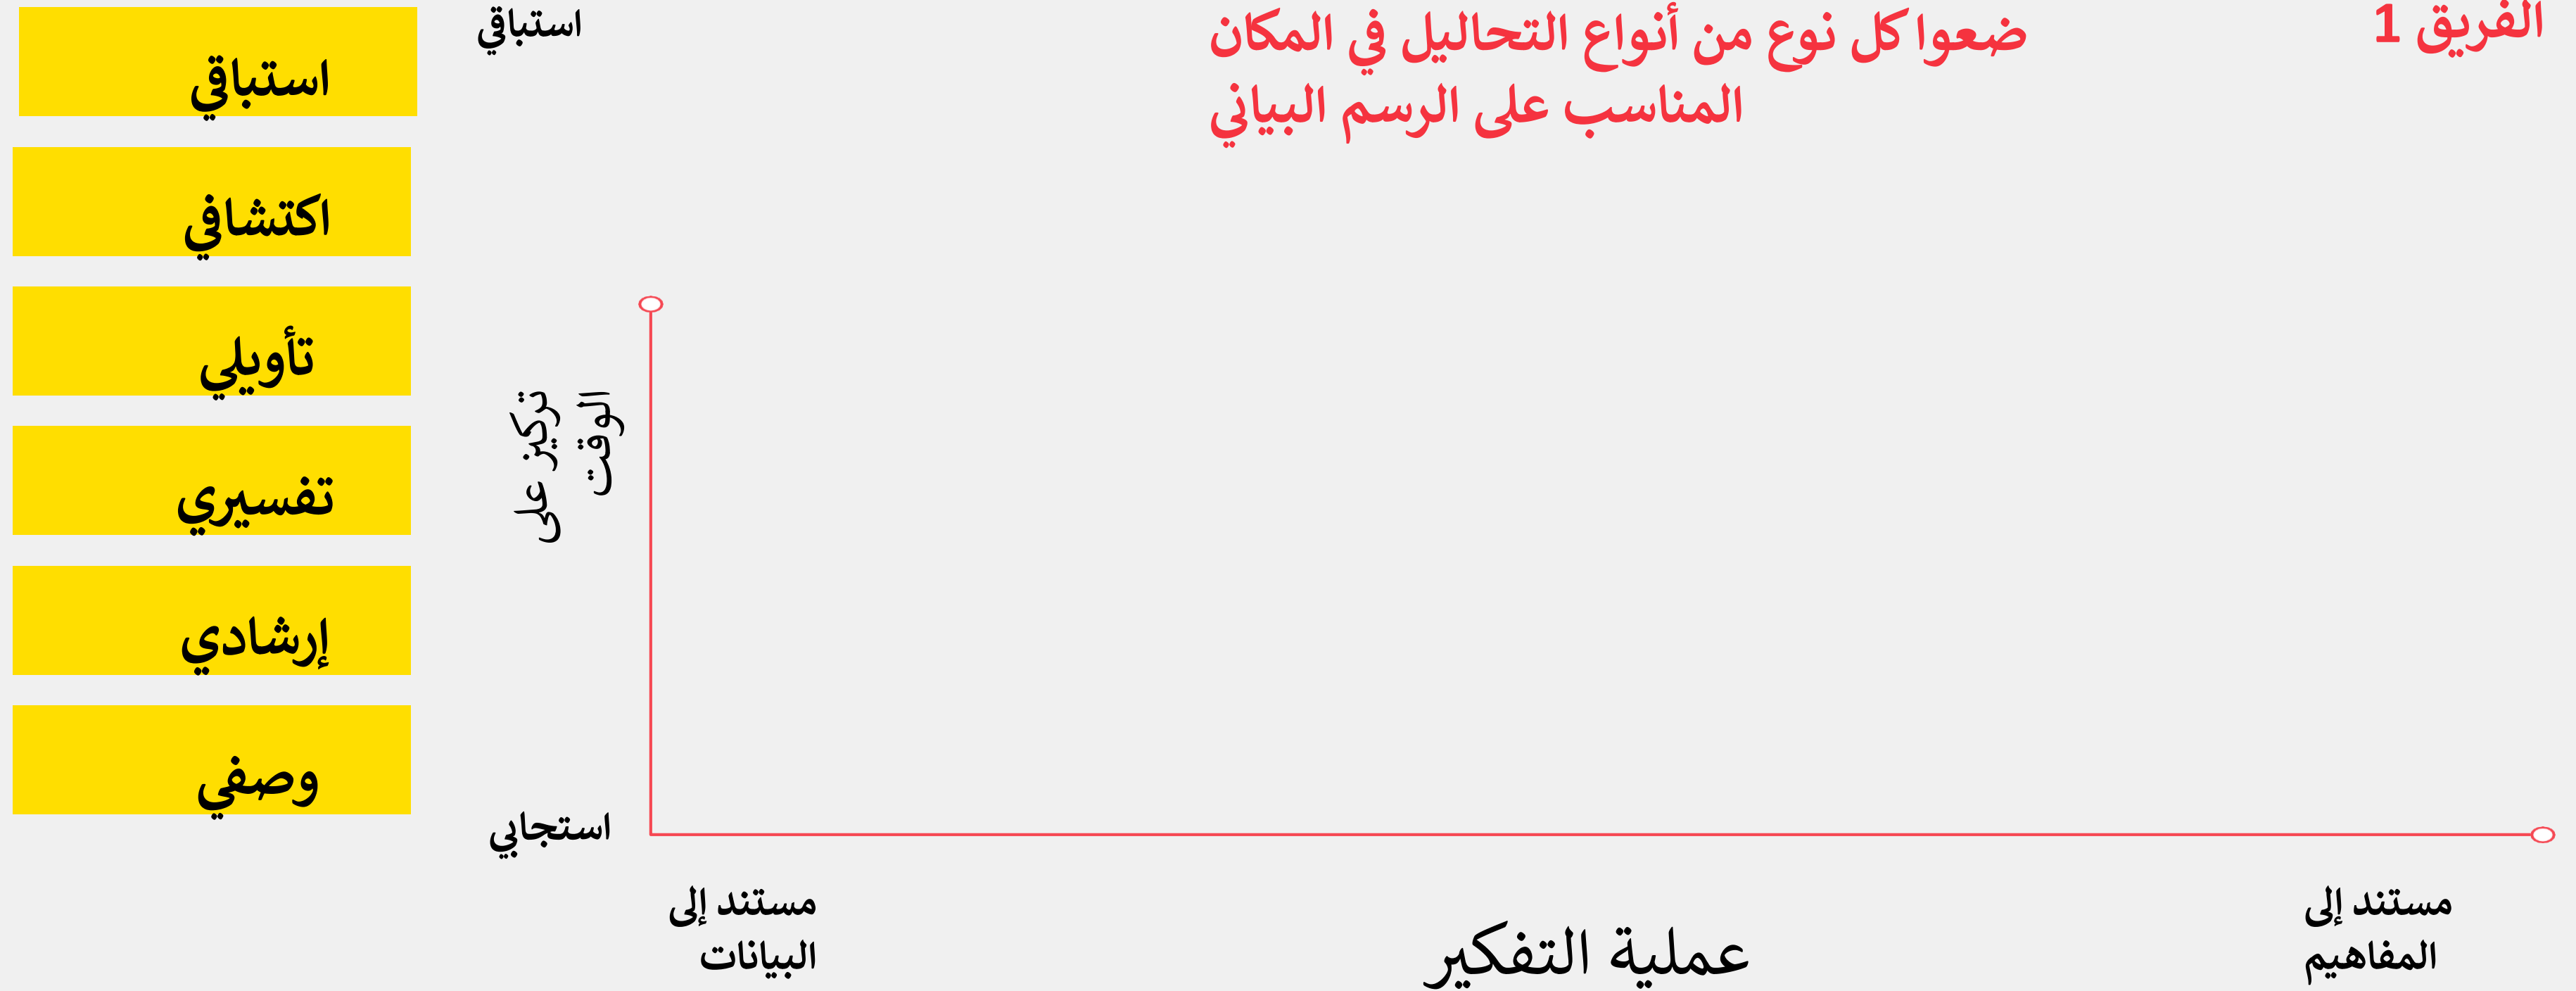 الفريق 1
ضعوا كل نوع من أنواع التحاليل في المكان
المناسب على الرسم البياني
استباقي
اكتشافي
تأويلي
تفسيري
إرشادي
وصفي
استباقي
تركيز على
الوقت
استجابي
مستند إلى
البيانات
عملية التفكير
مستند إلى
المفاهيم